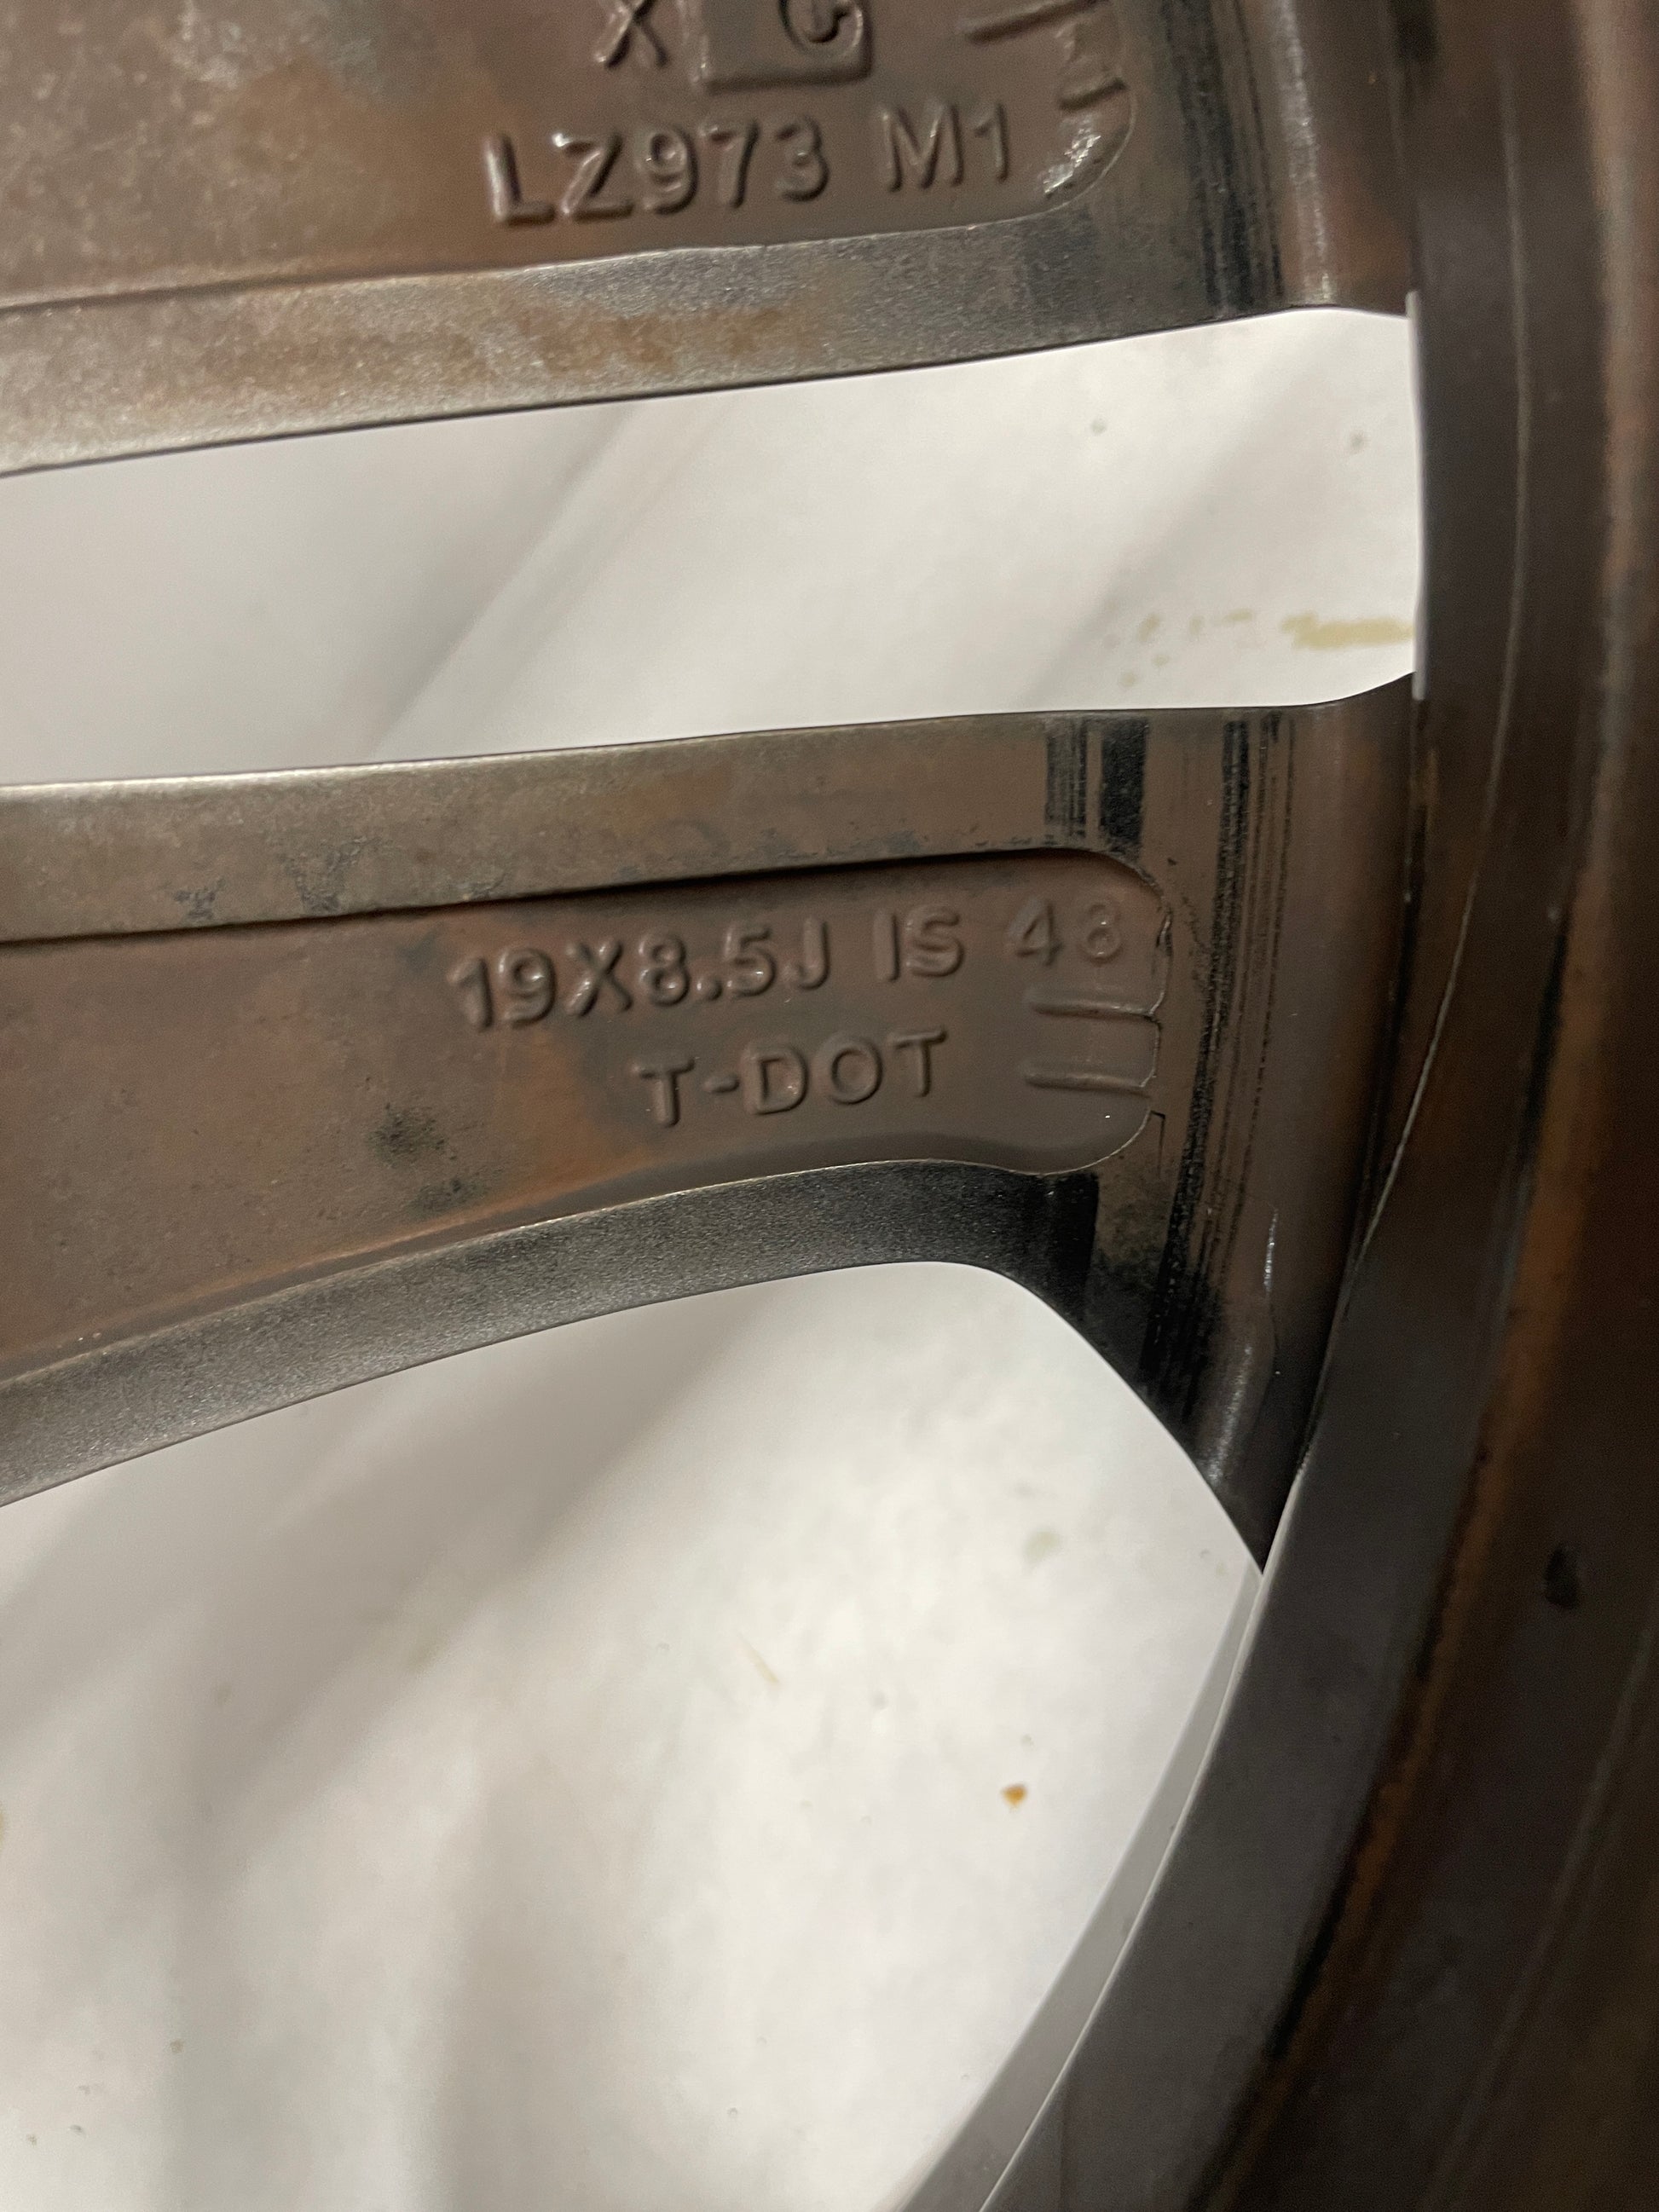 X G
LZ973 M1
19X8.5J IS 48
T-DOT